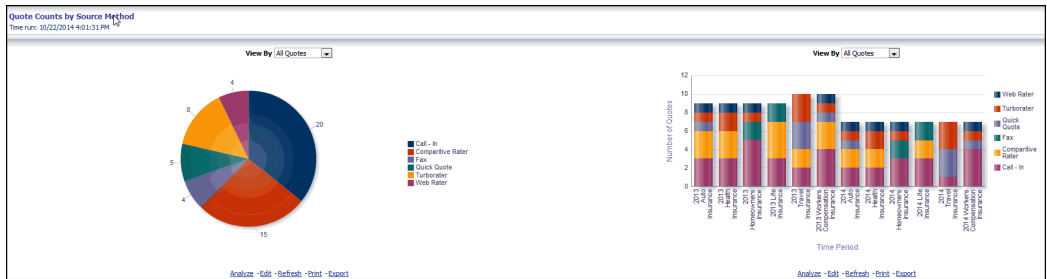 Quote Counts by Source Method
Time run: 10/22/2014 4:01:31 PM
View By All Quotes
4
8
20
5
4
15
Call - In
Comparitive Rater
Fax
Quick Quote
Turborater
Web Rater
Analyze - Edit - Refresh - Print - Export
View By All Quotes
Number of Quotes
12
10
8
6
4
2
0
2013 Auto Insurance
2013 Health Insurance
2013 Homeowners Insurance
2013 Life Insurance
2013 Travel Insurance
2013 Workers Compensation Insurance
2014 Auto Insurance
2014 Health Insurance
2014 Homeowners Insurance
2014 Life Insurance
2014 Travel Insurance
2014 Workers Compensation Insurance
Time Period
Web Rater
Turborater
Quick
Quote
Fax
Comparitive
Rater
Call - In
Analyze - Edit - Refresh - Print - Export